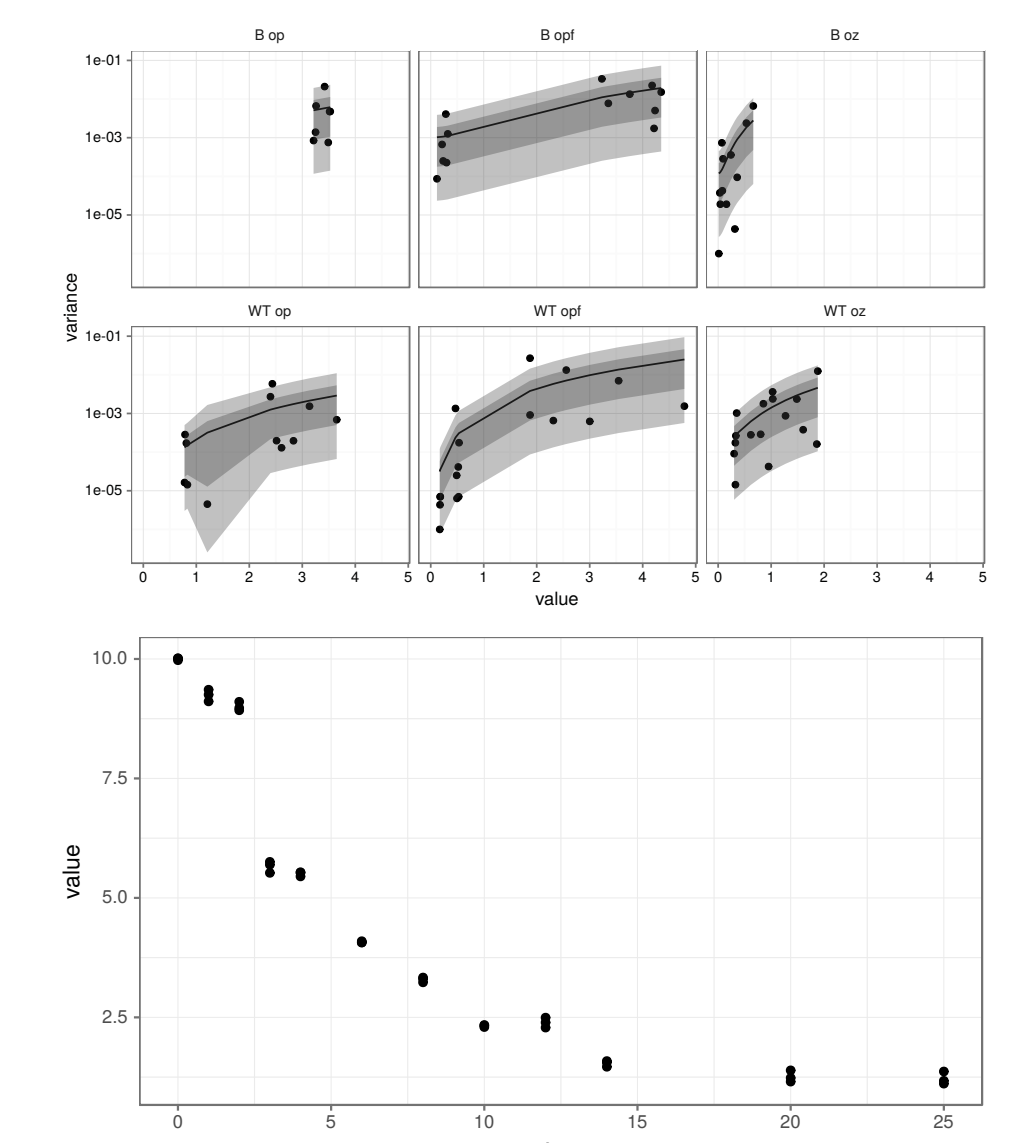 B op B opf B oz
1e-01
1e-03
1e-05
variance
WT op WT opf WT oz
1e-01
1e-03
1e-05
0 1 2 3 4 5 0 1 2 3 4 5 0 1 2 3 4 5
value
10.0
7.5
5.0
2.5
value
0 5 10 15 20 25